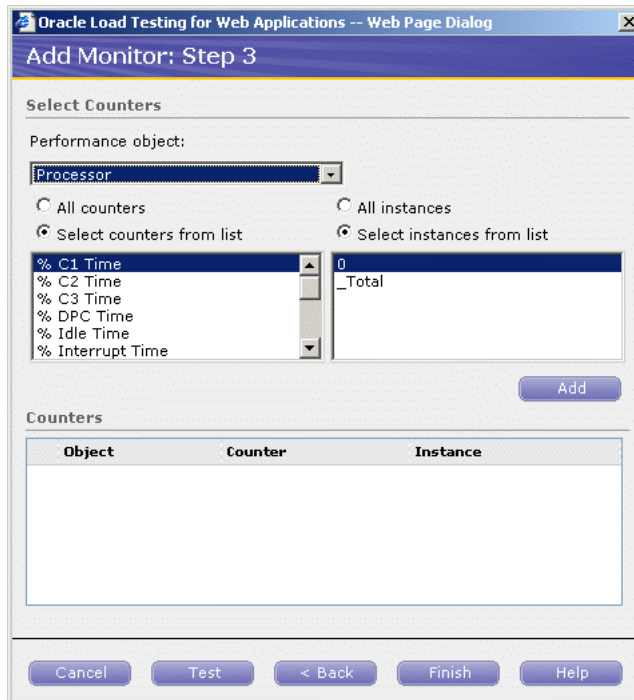 Oracle Load Testing for Web Applications -- Web Page Dialog
Add Monitor: Step 3
Select Counters
Performance object:
Processor
All counters
All instances
Select counters from list
Select instances from list
% C1 Time
% C2 Time
% C3 Time
% DPC Time
% Idle Time
% Interrupt Time
0
_Total
Add
Counters
Object Counter Instance
Cancel Test < Back Finish Help